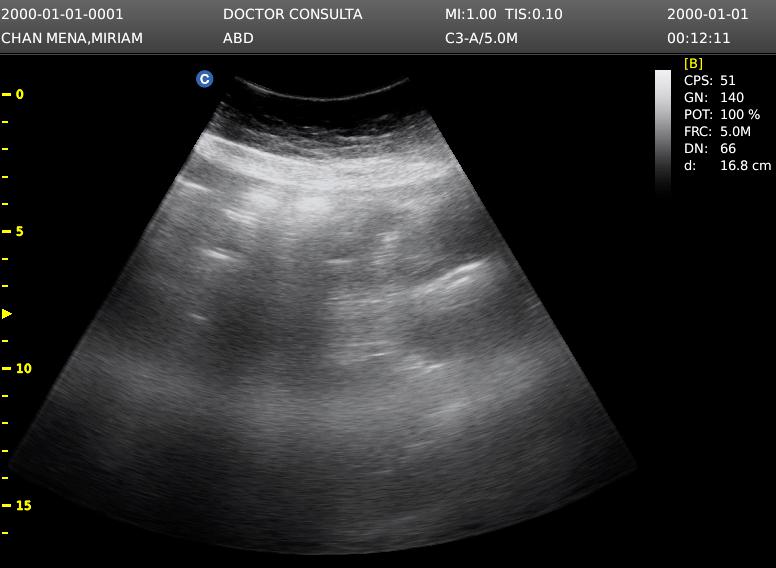 2000-01-01-0001 DOCTOR CONSULTA MI:1.00 TIS:0.10 2000-01-01
CHAN MENA,MIRIAM ABD C3-A/5.0M 00:12:11
C
[B]
CPS: 51
GN: 140
POT: 100 %
FRC: 5.0M
DN: 66
d: 16.8 cm
0
5
10
15